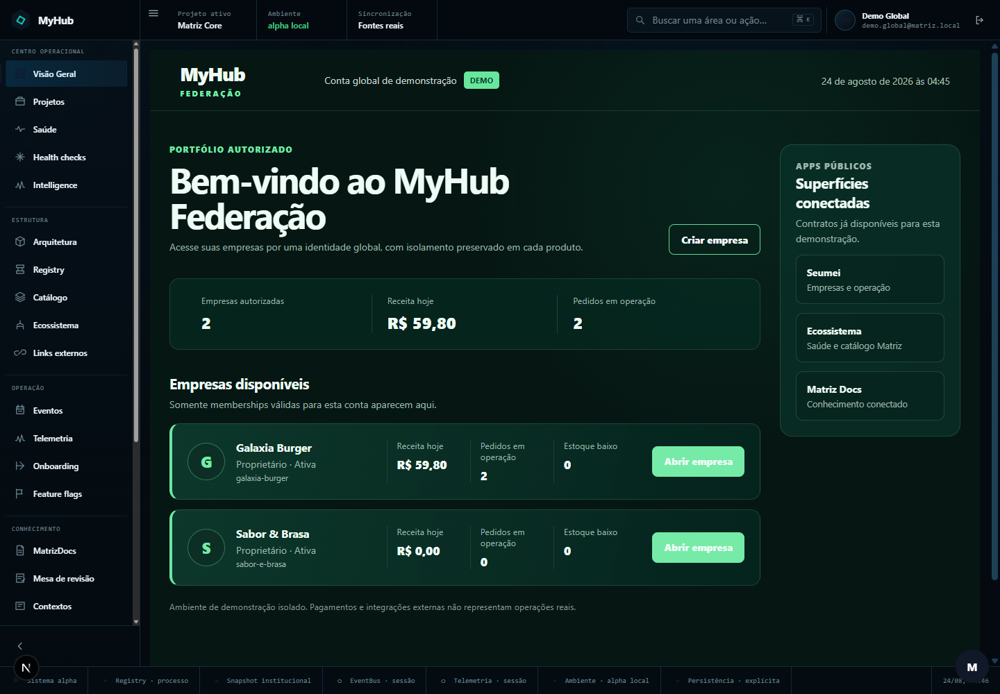 MyHub
Projeto ativo
Matriz Core
Ambiente
alpha local
Sincronização
Fontes reais
Buscar uma área ou ação...
⌘ K
Demo Global
demo.global@matriz.local
CENTRO OPERACIONAL
Visão Geral
Projetos
Saúde
Health checks
Intelligence
ESTRUTURA
Arquitetura
Registry
Catálogo
Ecossistema
Links externos
OPERAÇÃO
Eventos
Telemetria
Onboarding
Feature flags
CONHECIMENTO
MatrizDocs
Mesa de revisão
Contextos
MyHub
FEDERAÇÃO
Conta global de demonstração
DEMO
24 de agosto de 2026 às 04:45
PORTFÓLIO AUTORIZADO
Bem-vindo ao MyHub
Federação
Acesse suas empresas por uma identidade global, com isolamento preservado em cada produto.
Criar empresa
Empresas autorizadas
2
Receita hoje
R$ 59,80
Pedidos em operação
2
Empresas disponíveis
Somente memberships válidas para esta conta aparecem aqui.
G
Galaxia Burger
Proprietário · Ativa
galaxia-burger
Receita hoje
R$ 59,80
Pedidos em
operação
2
Estoque baixo
0
Abrir empresa
S
Sabor & Brasa
Proprietário · Ativa
sabor-e-brasa
Receita hoje
R$ 0,00
Pedidos em
operação
0
Estoque baixo
0
Abrir empresa
Ambiente de demonstração isolado. Pagamentos e integrações externas não representam operações reais.
APPS PÚBLICOS
Superfícies
conectadas
Contratos já disponíveis para esta
demonstração.
Seumei
Empresas e operação
Ecossistema
Saúde e catálogo Matriz
Matriz Docs
Conhecimento conectado
N
Sistema alpha
Registry · processo
Snapshot institucional
EventBus · sessão
Telemetria · sessão
Ambiente · alpha local
Persistência · explícita
24/08,
46
M